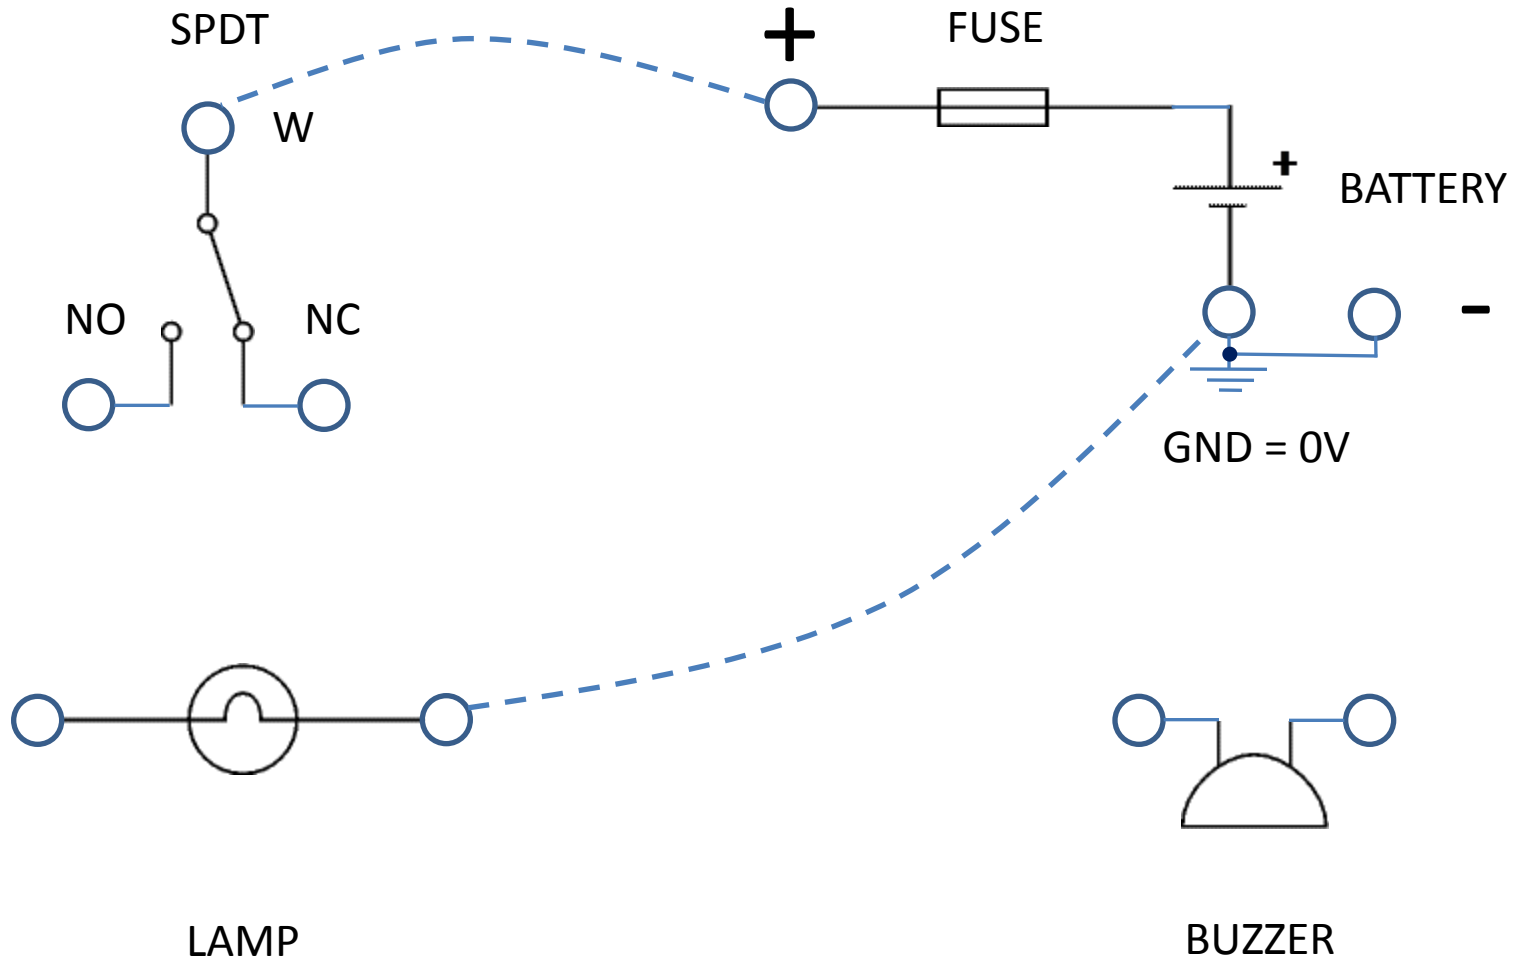 SPDT
+
FUSE
W
+
BATTERY
NO
NC
-
GND = 0V
LAMP
BUZZER